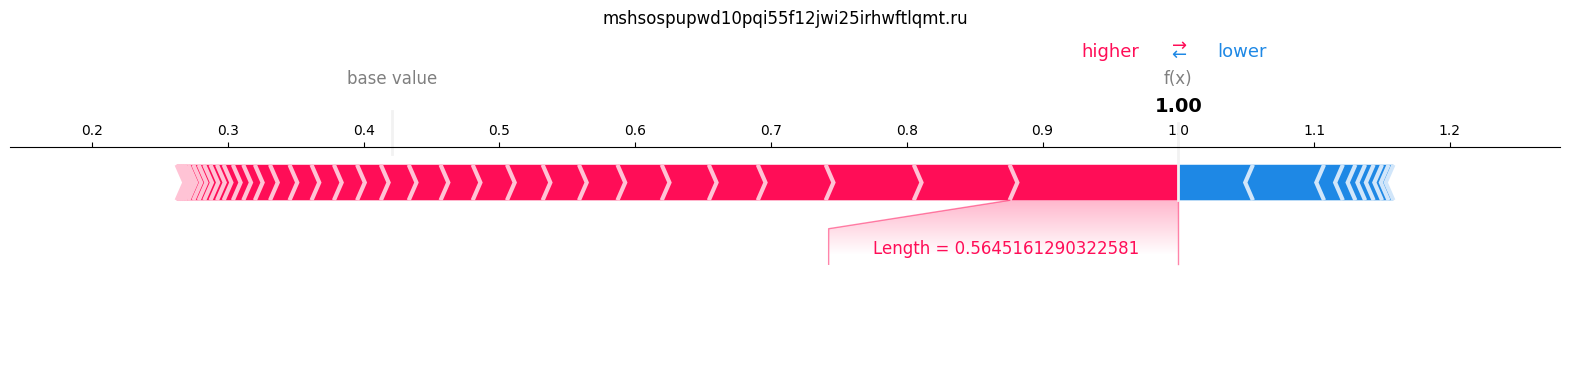 mshsospupwd10pqi55f12jwi25irhwftlqmt.ru
higher → ← lower
base value f(x)
1.00
0.2 0.3 0.4 0.5 0.6 0.7 0.8 0.9 1.0 1.1 1.2
Length = 0.5645161290322581